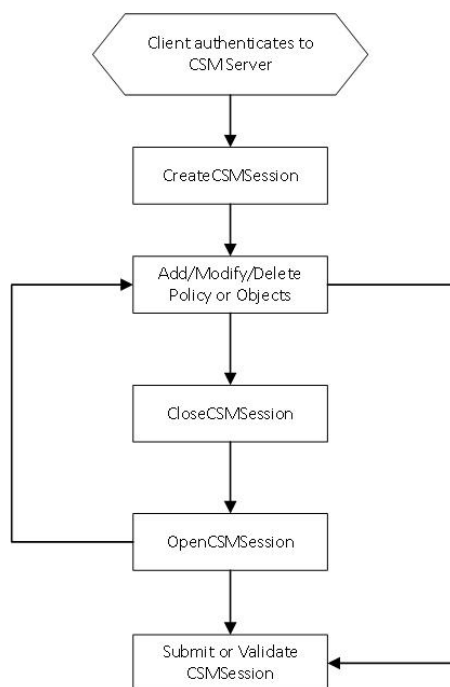 Client authenticates to
CSM Server
CreateCSMSession
Add/Modify/Delete
Policy or Objects
CloseCSMSession
OpenCSMSession
Submit or Validate
CSMSession